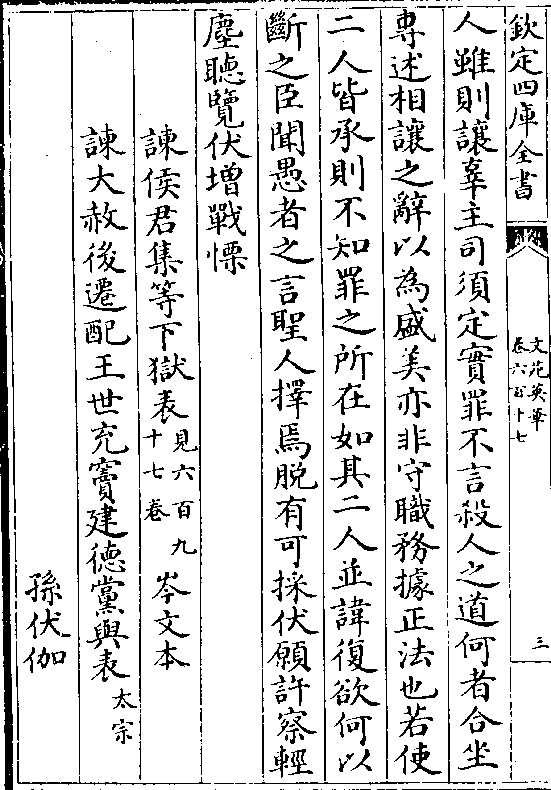 欽定四庫全書
文苑英華
卷六百十七
三
人雖則讓辜主司須定實罪不言殺人之道何者合坐
專述相讓之辭以為盛美亦非守職務據正法也若使
二人皆承則不知罪之所在如其二人並諱復欲何以
斷之臣聞愚者之言聖人擇焉脱有可採伏願許察輕
塵聽覽伏増戰慄
諫侯君集等下獄表見六百九十七卷 岑文本
諫大赦後遷配王世充竇建德黨與表太宗
孫伏伽